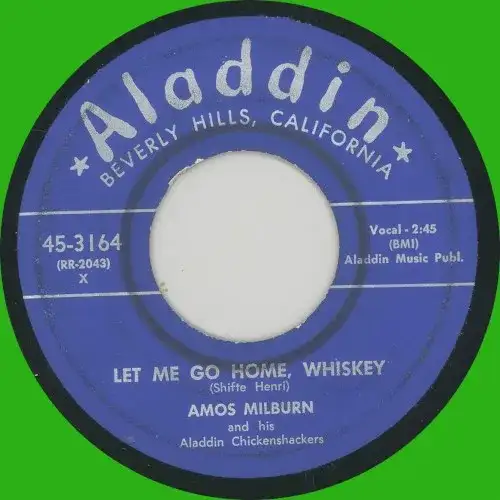 Aladdin
BEVERLY HILLS, CALIFORNIA
45-3164
(RR-2043)
X
Vocal - 2:45
(BMI)
Aladdin Music Publ.
LET ME GO HOME, WHISKEY
(Shifte Henri)
AMOS MILBURN
and his
Aladdin Chickenshackers